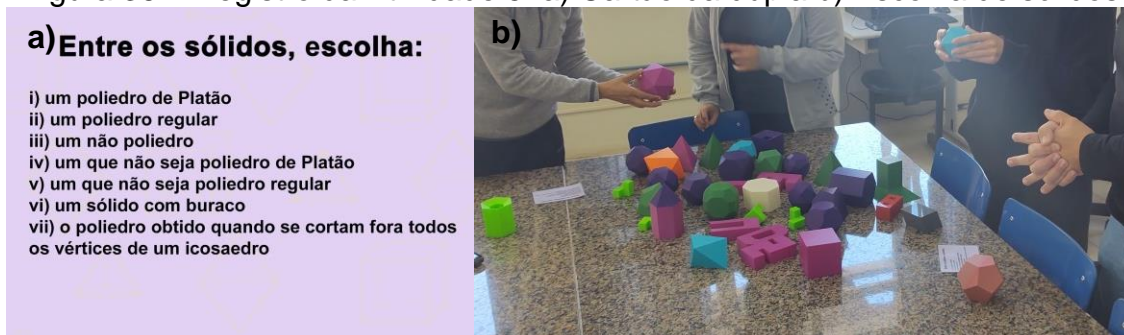 a) Entre os sólidos, escolha:
b)
i) um poliedro de Platão
ii) um poliedro regular
iii) um não poliedro
iv) um que não seja poliedro de Platão
v) um que não seja poliedro regular
vi) um sólido com buraco
vii) o poliedro obtido quando se cortam fora todos
os vértices de um icosaedro